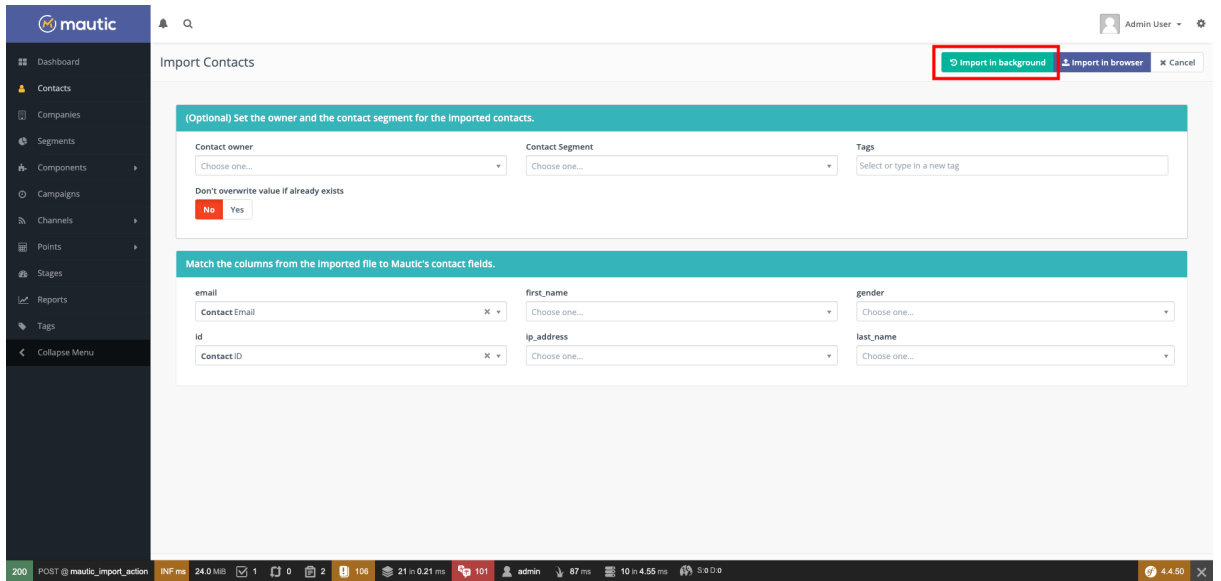 mautic
Admin User
Dashboard
Import Contacts
Import in background
Import in browser
Cancel
Contacts
Companies
(Optional) Set the owner and the contact segment for the imported contacts.
Segments
Contact owner
Contact Segment
Tags
Components
Choose one...
Choose one...
Select or type in a new tag
Campaigns
Don't overwrite value if already exists
No
Yes
Channels
Points
Match the columns from the imported file to Mautic's contact fields.
Stages
email
first_name
gender
Reports
Contact Email
Choose one...
Choose one...
Tags
id
ip_address
last_name
Collapse Menu
Contact ID
Choose one...
Choose one...
200
POST @ mautic_import_action
INF ms
24.0 MiB
1
0
2
106
21 in 0.21 ms
101
admin
87 ms
10 in 4.55 ms
S:0 D:0
4.4.50